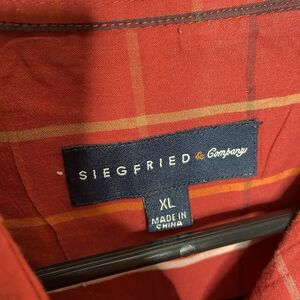 SIEGFRIED & Company
XL
MADE IN
CHINA